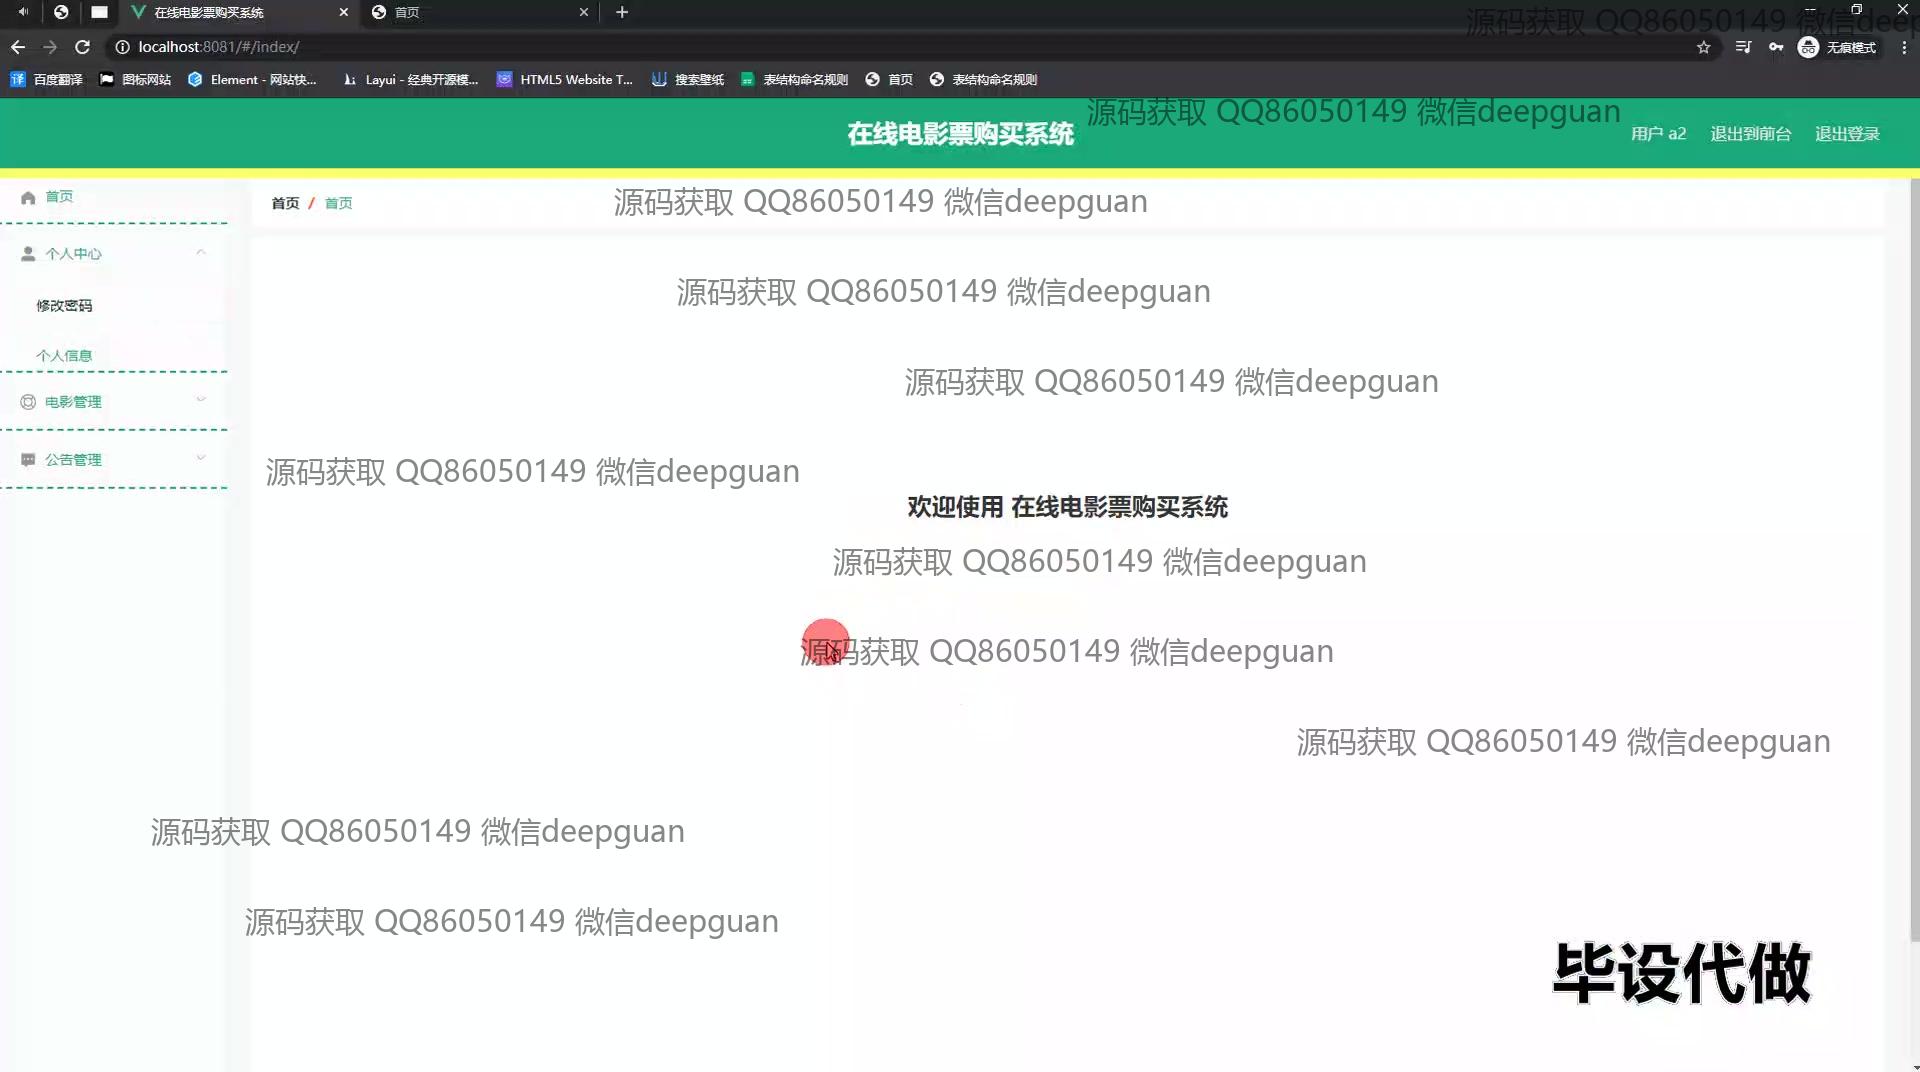 在线电影票购买系统
首页
源码获取 QQ86050149 微信deepguan
localhost:8081/#/index/
无痕模式
百度翻译
图标网站
Element - 网站快...
Layui - 经典开源模...
HTML5 Website T...
搜索壁纸
表结构命名规则
首页
表结构命名规则
源码获取 QQ86050149 微信deepguan
在线电影票购买系统
用户 a2
退出到前台
退出登录
首页
首页 / 首页
源码获取 QQ86050149 微信deepguan
个人中心
源码获取 QQ86050149 微信deepguan
修改密码
个人信息
源码获取 QQ86050149 微信deepguan
电影管理
公告管理
源码获取 QQ86050149 微信deepguan
欢迎使用 在线电影票购买系统
源码获取 QQ86050149 微信deepguan
源码获取 QQ86050149 微信deepguan
源码获取 QQ86050149 微信deepguan
源码获取 QQ86050149 微信deepguan
源码获取 QQ86050149 微信deepguan
毕设代做